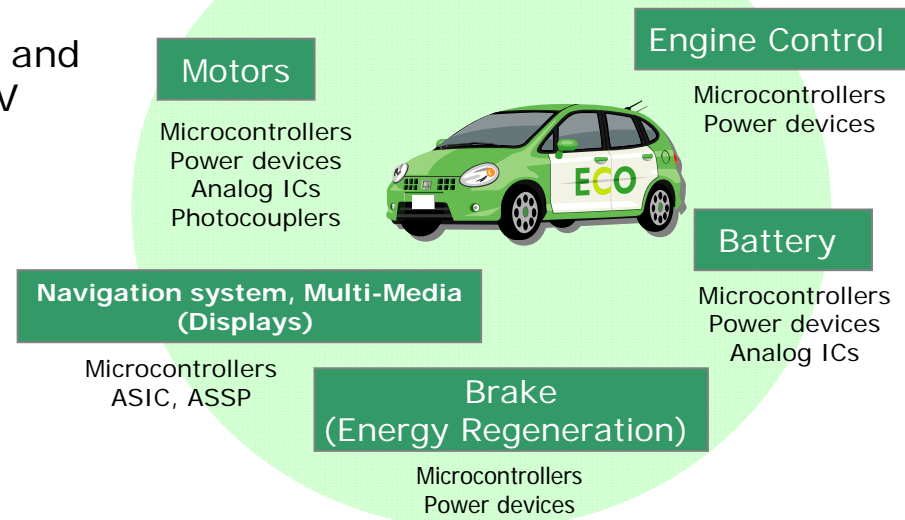 and
V
Motors
Microcontrollers
Power devices
Analog ICs
Photocouplers
Engine Control
Microcontrollers
Power devices
ECO
Battery
Microcontrollers
Power devices
Analog ICs
Navigation system, Multi-Media
(Displays)
Microcontrollers
ASIC, ASSP
Brake
(Energy Regeneration)
Microcontrollers
Power devices